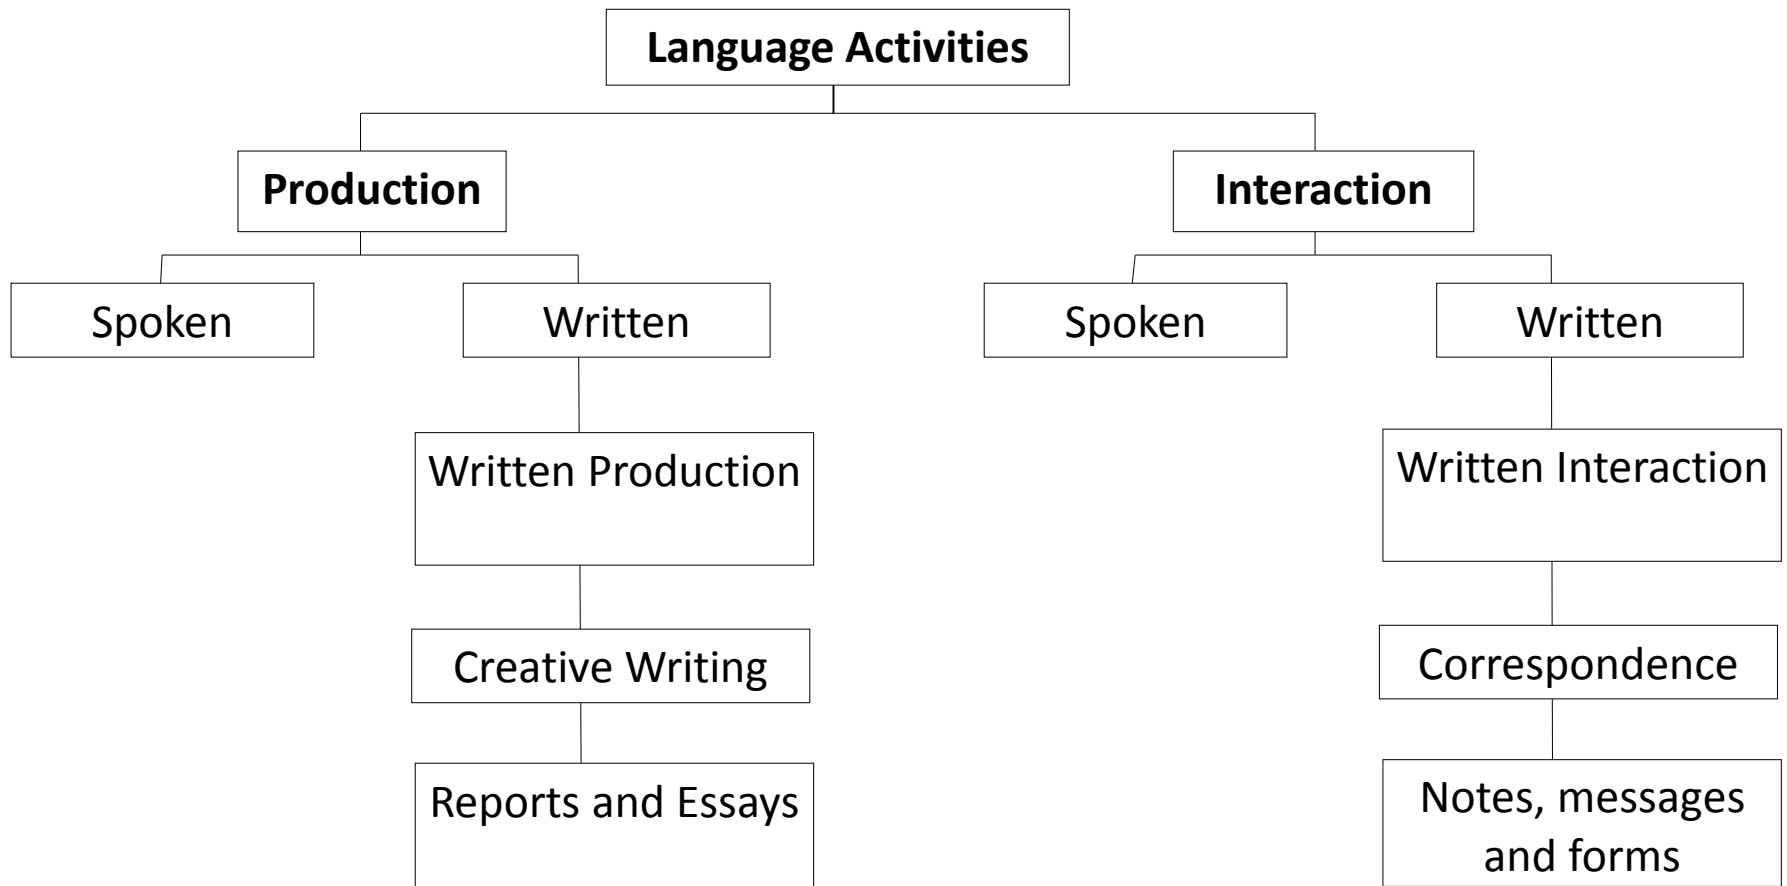 Language Activities
Production
Interaction
Spoken
Written
Spoken
Written
Written Production
Written Interaction
Creative Writing
Correspondence
Reports and Essays
Notes, messages
and forms